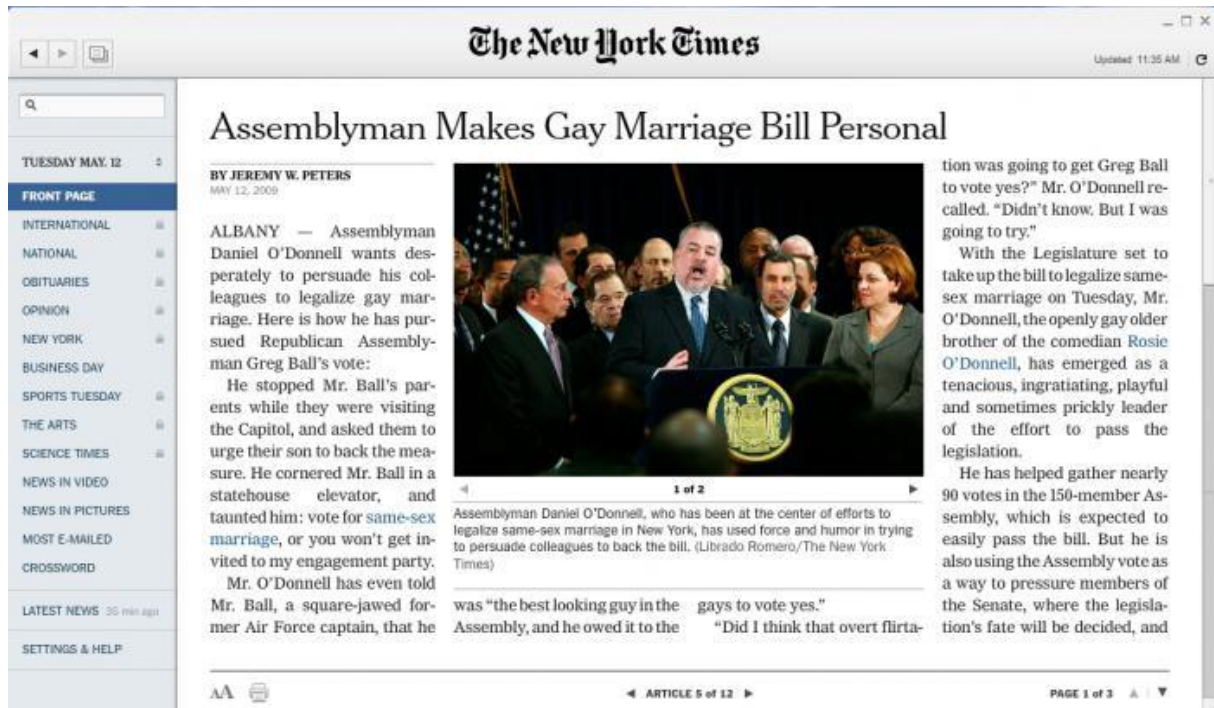 The New York Times
Updated 11:35 AM
TUESDAY MAY. 12
FRONT PAGE
INTERNATIONAL
NATIONAL
OBITUARIES
OPINION
NEW YORK
BUSINESS DAY
SPORTS TUESDAY
THE ARTS
SCIENCE TIMES
NEWS IN VIDEO
NEWS IN PICTURES
MOST E-MAILED
CROSSWORD
LATEST NEWS 35 min ago
SETTINGS & HELP
Assemblyman Makes Gay Marriage Bill Personal
BY JEREMY W. PETERS
MAY 12, 2009
ALBANY — Assemblyman
Daniel O'Donnell wants des-
perately to persuade his col-
leagues to legalize gay mar-
riage. Here is how he has pur-
sued Republican Assembly-
man Greg Ball's vote:
He stopped Mr. Ball's par-
ents while they were visiting
the Capitol, and asked them to
urge their son to back the mea-
sure. He cornered Mr. Ball in a
statehouse elevator, and
taunted him: vote for same-sex
marriage, or you won't get in-
vited to my engagement party.
Mr. O'Donnell has even told
Mr. Ball, a square-jawed for-
mer Air Force captain, that he
1 of 2
Assemblyman Daniel O'Donnell, who has been at the center of efforts to
legalize same-sex marriage in New York, has used force and humor in trying
to persuade colleagues to back the bill. (Librado Romero/The New York
Times)
was “the best looking guy in the
Assembly, and he owed it to the
gays to vote yes.”
“Did I think that overt flirta-
tion was going to get Greg Ball
to vote yes?” Mr. O'Donnell re-
called. “Didn't know. But I was
going to try.”
With the Legislature set to
take up the bill to legalize same-
sex marriage on Tuesday, Mr.
O'Donnell, the openly gay older
brother of the comedian Rosie
O'Donnell, has emerged as a
tenacious, ingratiating, playful
and sometimes prickly leader
of the effort to pass the
legislation.
He has helped gather nearly
90 votes in the 150-member As-
sembly, which is expected to
easily pass the bill. But he is
also using the Assembly vote as
a way to pressure members of
the Senate, where the legisla-
tion's fate will be decided, and
AA
ARTICLE 5 of 12
PAGE 1 of 3